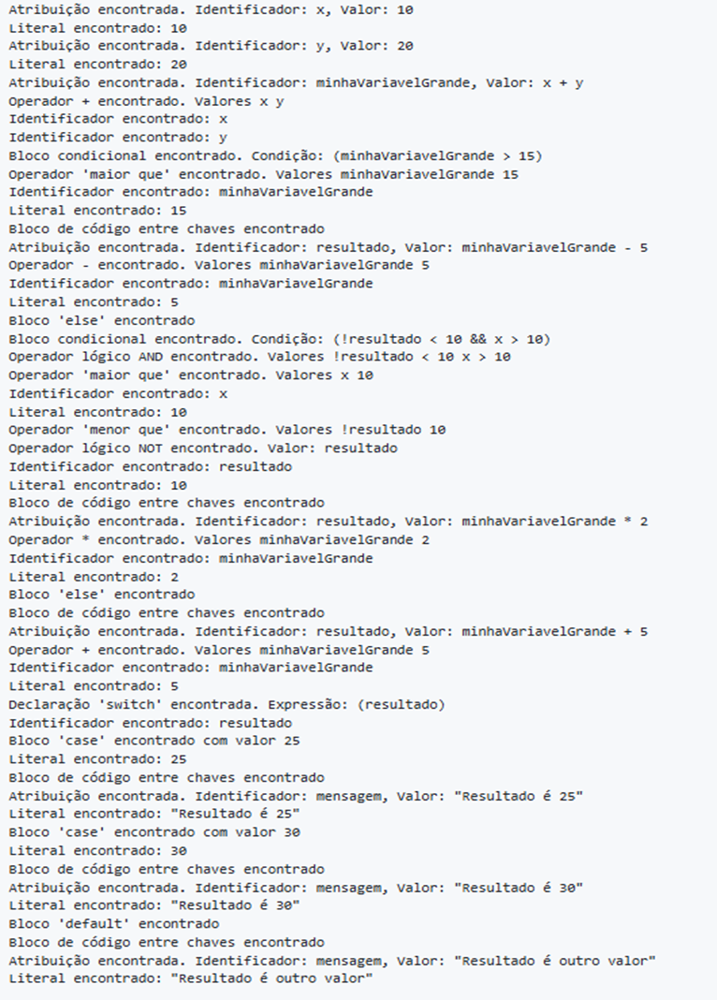 Atribuição encontrada. Identificador: x, Valor: 10
Literal encontrado: 10
Atribuição encontrada. Identificador: y, Valor: 20
Literal encontrado: 20
Atribuição encontrada. Identificador: minhaVariavelGrande, Valor: x + y
Operador + encontrado. Valores x y
Identificador encontrado: x
Identificador encontrado: y
Bloco condicional encontrado. Condição: (minhaVariavelGrande > 15)
Operador 'maior que' encontrado. Valores minhaVariavelGrande 15
Identificador encontrado: minhaVariavelGrande
Literal encontrado: 15
Bloco de código entre chaves encontrado
Atribuição encontrada. Identificador: resultado, Valor: minhaVariavelGrande - 5
Operador - encontrado. Valores minhaVariavelGrande 5
Identificador encontrado: minhaVariavelGrande
Literal encontrado: 5
Bloco 'else' encontrado
Bloco condicional encontrado. Condição: (!resultado < 10 && x > 10)
Operador lógico AND encontrado. Valores !resultado < 10 x > 10
Operador 'maior que' encontrado. Valores x 10
Identificador encontrado: x
Literal encontrado: 10
Operador 'menor que' encontrado. Valores !resultado 10
Operador lógico NOT encontrado. Valor: resultado
Identificador encontrado: resultado
Literal encontrado: 10
Bloco de código entre chaves encontrado
Atribuição encontrada. Identificador: resultado, Valor: minhaVariavelGrande * 2
Operador * encontrado. Valores minhaVariavelGrande 2
Identificador encontrado: minhaVariavelGrande
Literal encontrado: 2
Bloco 'else' encontrado
Bloco de código entre chaves encontrado
Atribuição encontrada. Identificador: resultado, Valor: minhaVariavelGrande + 5
Operador + encontrado. Valores minhaVariavelGrande 5
Identificador encontrado: minhaVariavelGrande
Literal encontrado: 5
Declaração 'switch' encontrada. Expressão: (resultado)
Identificador encontrado: resultado
Bloco 'case' encontrado com valor 25
Literal encontrado: 25
Bloco de código entre chaves encontrado
Atribuição encontrada. Identificador: mensagem, Valor: "Resultado é 25"
Literal encontrado: "Resultado é 25"
Bloco 'case' encontrado com valor 30
Literal encontrado: 30
Bloco de código entre chaves encontrado
Atribuição encontrada. Identificador: mensagem, Valor: "Resultado é 30"
Literal encontrado: "Resultado é 30"
Bloco 'default' encontrado
Bloco de código entre chaves encontrado
Atribuição encontrada. Identificador: mensagem, Valor: "Resultado é outro valor"
Literal encontrado: "Resultado é outro valor"